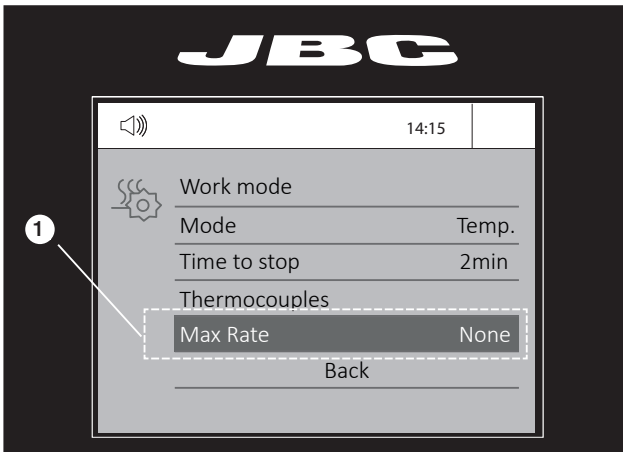 JBC
14:15
Work mode
Mode Temp.
Time to stop 2min
Thermocouples
1
Max Rate None
Back